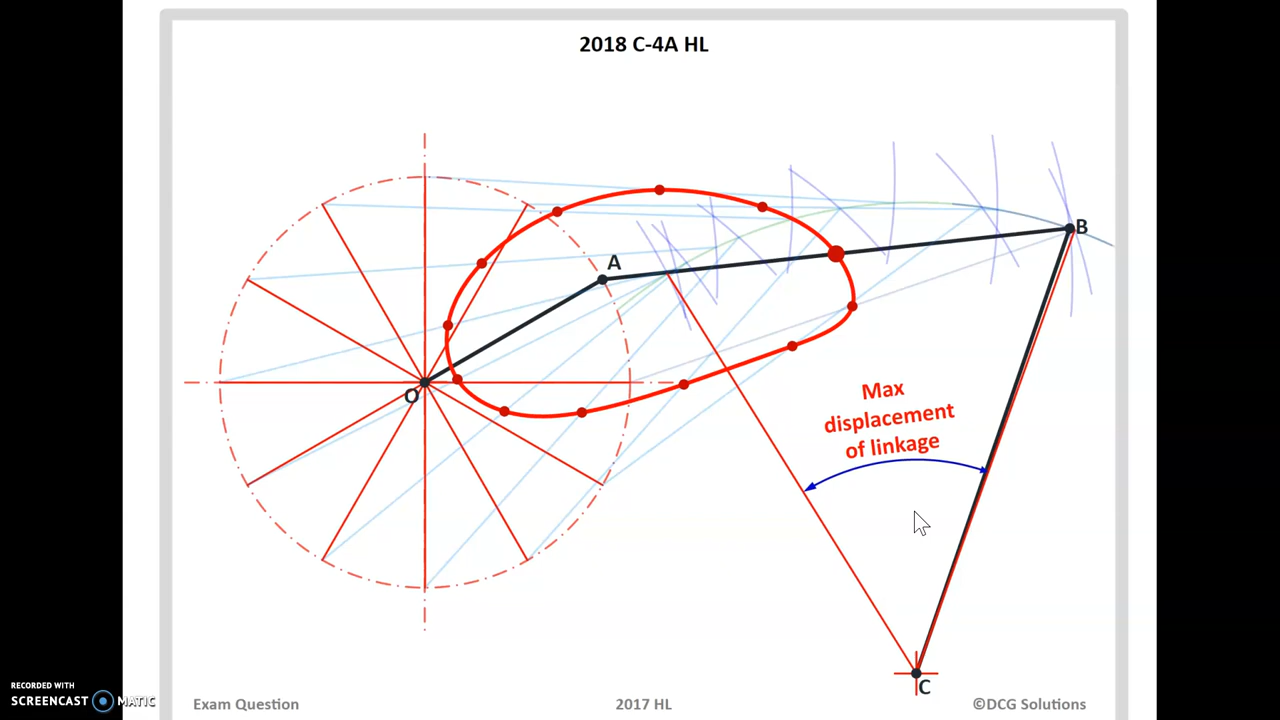 2018 C-4A HL
A
B
O
Max
displacement
of linkage
C
RECORDED WITH
SCREENCAST MATIC
Exam Question
2017 HL
©DCG Solutions